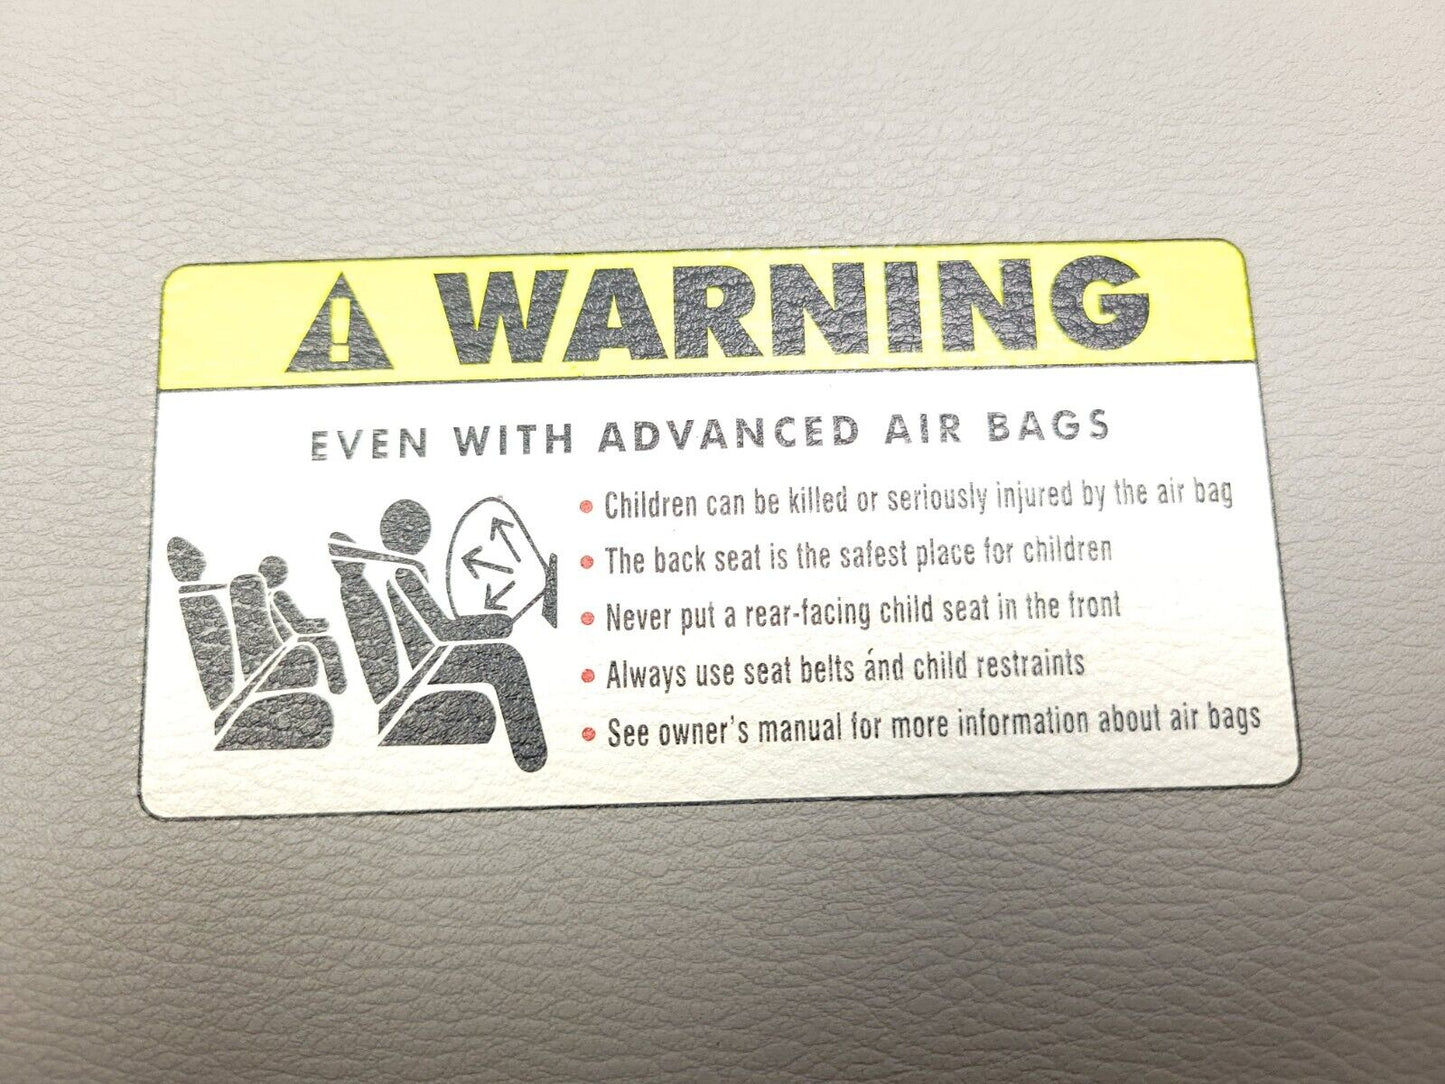 ! WARNING
EVEN WITH ADVANCED AIR BAGS
• Children can be killed or seriously injured by the air bag
• The back seat is the safest place for children
• Never put a rear-facing child seat in the front
• Always use seat belts and child restraints
• See owner's manual for more information about air bags